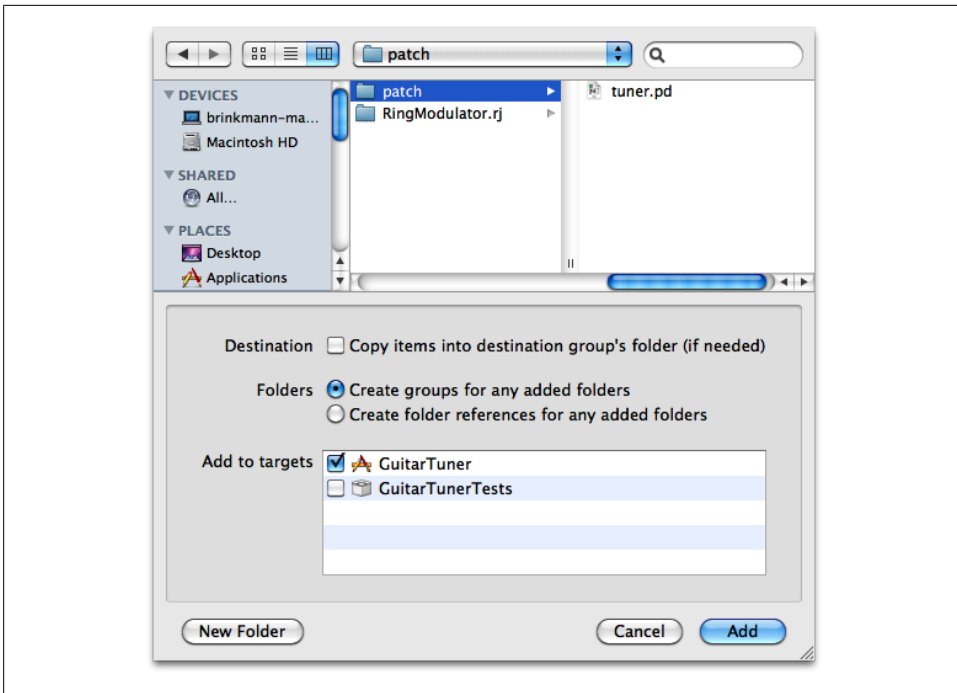 patch
DEVICES
brinkmann-ma...
Macintosh HD
SHARED
All...
PLACES
Desktop
Applications
patch
RingModulator.rj
tuner.pd
Destination Copy items into destination group's folder (if needed)
Folders Create groups for any added folders
Create folder references for any added folders
Add to targets GuitarTuner
GuitarTunerTests
New Folder Cancel Add